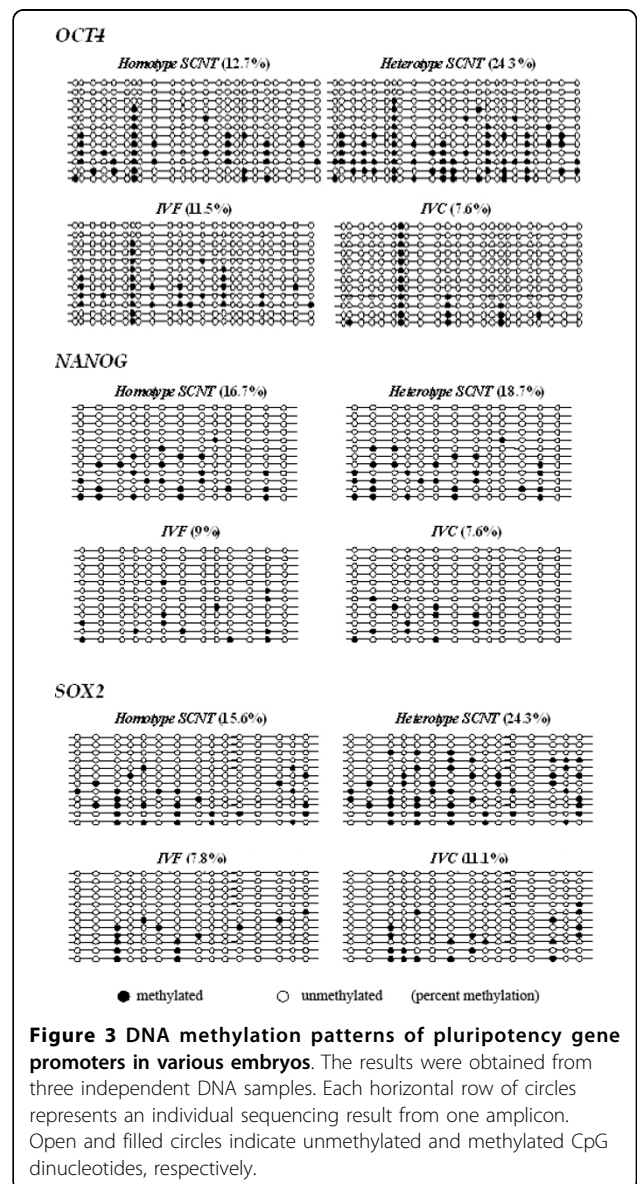 OCT4
Homotype SCNT (12.7%) Heterotype SCNT (24.3%)
IVF (11.5%) IVC (7.6%)
NANOG
Homotype SCNT (16.7%) Heterotype SCNT (18.7%)
IVF (9%) IVC (7.6%)
SOX2
Homotype SCNT (15.6%) Heterotype SCNT (24.3%)
IVF (7.8%) IVC (11.1%)
methylated unmethylated (percent methylation)
Figure 3 DNA methylation patterns of pluripotency gene
promoters in various embryos. The results were obtained from
three independent DNA samples. Each horizontal row of circles
represents an individual sequencing result from one amplicon.
Open and filled circles indicate unmethylated and methylated CpG
dinucleotides, respectively.